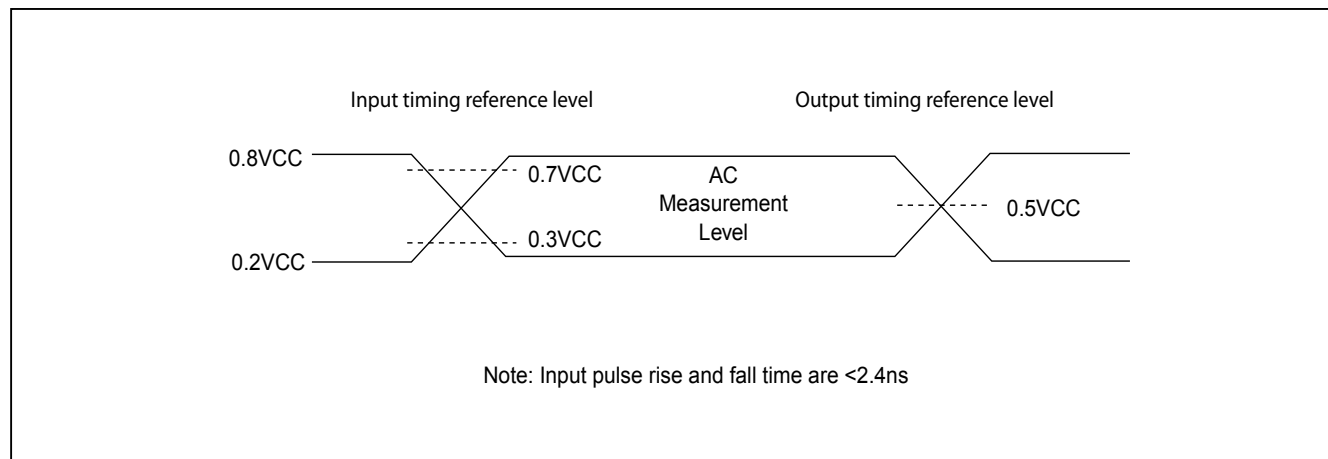 Input timing reference level
Output timing reference level
0.8VCC
0.7VCC
AC
Measurement
Level
0.5VCC
0.3VCC
0.2VCC
Note: Input pulse rise and fall time are <2.4ns